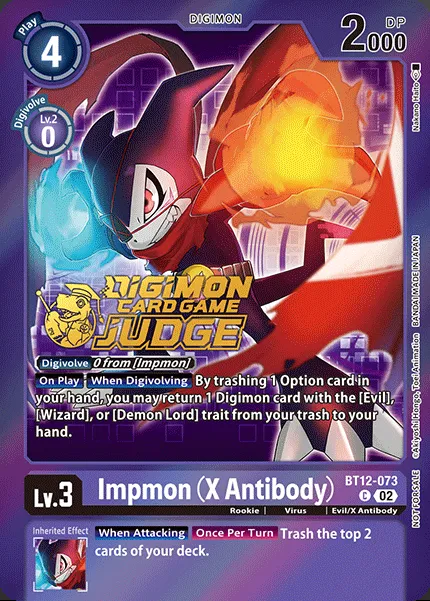 DIGIMON
Play
4
DP
2000
Digivolve
Lv.2
0
DIGIMON
CARD GAME
JUDGE
Digivolve 0 from [Impmon]
On Play When Digivolving By trashing 1 Option card in
your hand, you may return 1 Digimon card with the [Evil],
[Wizard], or [Demon Lord] trait from your trash to your
hand.
Lv.3
Impmon (X Antibody)
BT12-073
C 02
Rookie | Virus | Evil/X Antibody
Inherited Effect
When Attacking Once Per Turn Trash the top 2
cards of your deck.
NOT FOR SALE
©Akiyoshi Hongo, Toei Animation BANDAI MADE IN JAPAN